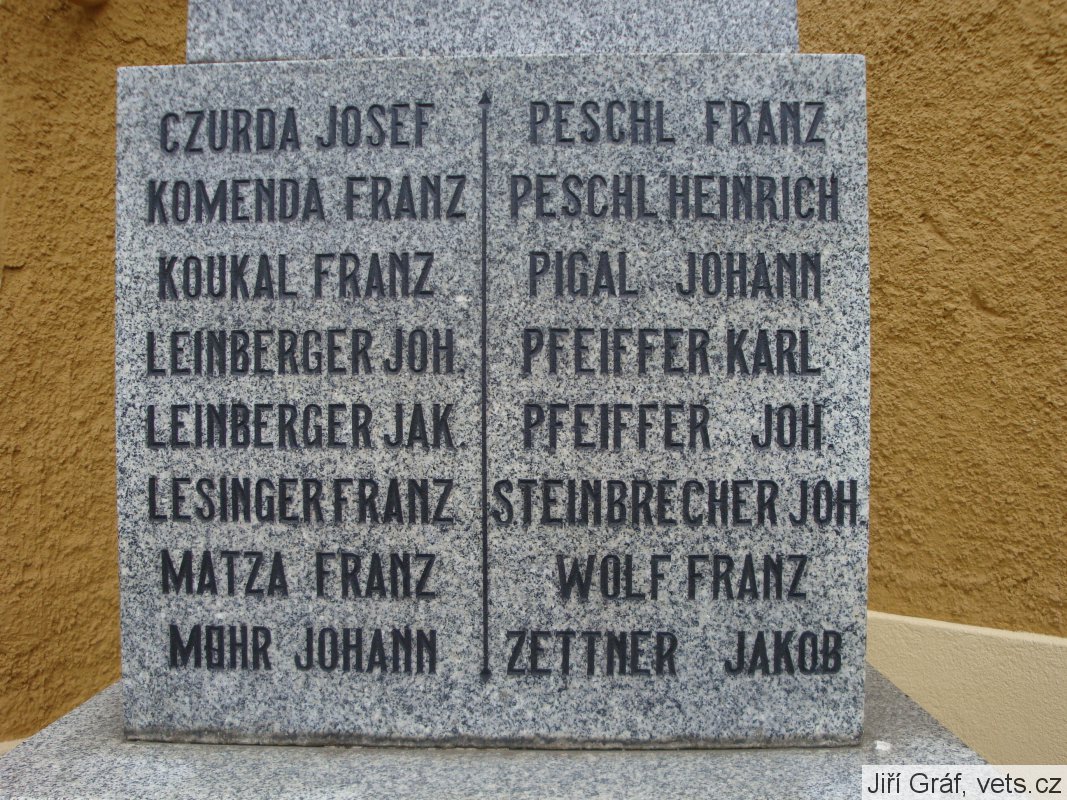 CZURDA JOSEF
KOMENDA FRANZ
KOUKAL FRANZ
LEINBERGER JOH.
LEINBERGER JAK.
LESINGER FRANZ
MATZA FRANZ
MOHR JOHANN
PESCHL FRANZ
PESCHL HEINRICH
PIGAL JOHANN
PFEIFFER KARL
PFEIFFER JOH.
STEINBRECHER JOH.
WOLF FRANZ
ZETTNER JAKOB
Jiří Gráf, vets.cz